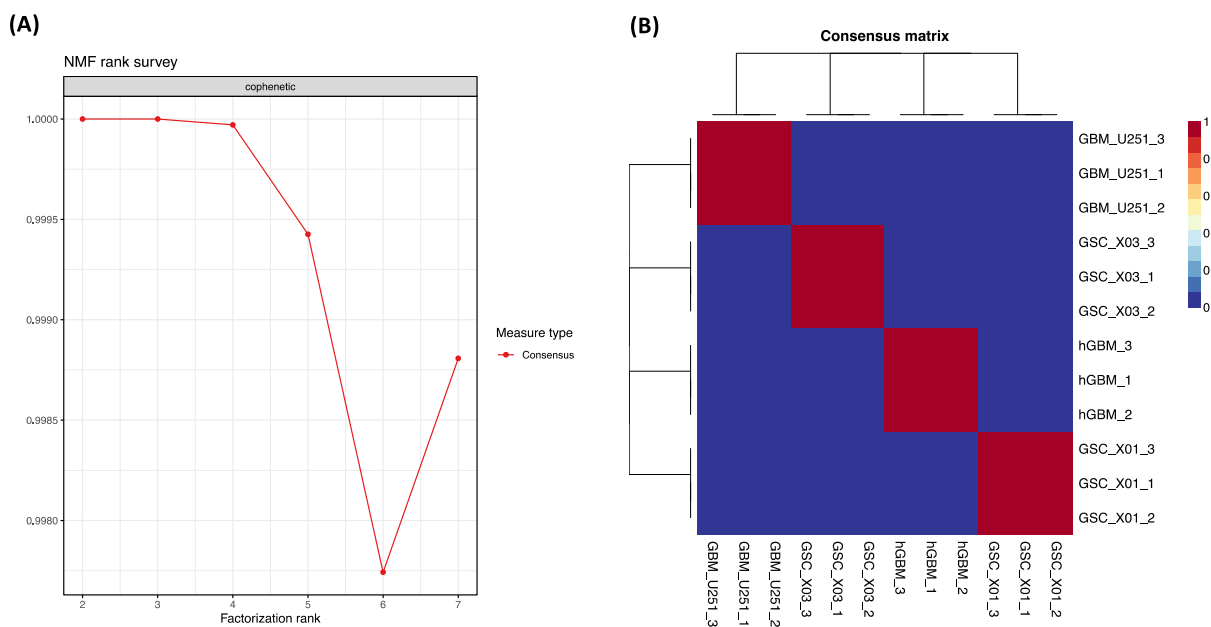 (A)
NMF rank survey
cophenetic
1.0000
0.9995
0.9990
0.9985
0.9980
2 3 4 5 6 7
Factorization rank
Measure type
Consensus
(B)
Consensus matrix
1
0
0
0
0
0
GBM_U251_3
GBM_U251_1
GBM_U251_2
GSC_X03_3
GSC_X03_1
GSC_X03_2
hGBM_3
hGBM_1
hGBM_2
GSC_X01_3
GSC_X01_1
GSC_X01_2
GBM_U251_3
GBM_U251_1
GBM_U251_2
GSC_X03_3
GSC_X03_1
GSC_X03_2
hGBM_3
hGBM_1
hGBM_2
GSC_X01_3
GSC_X01_1
GSC_X01_2